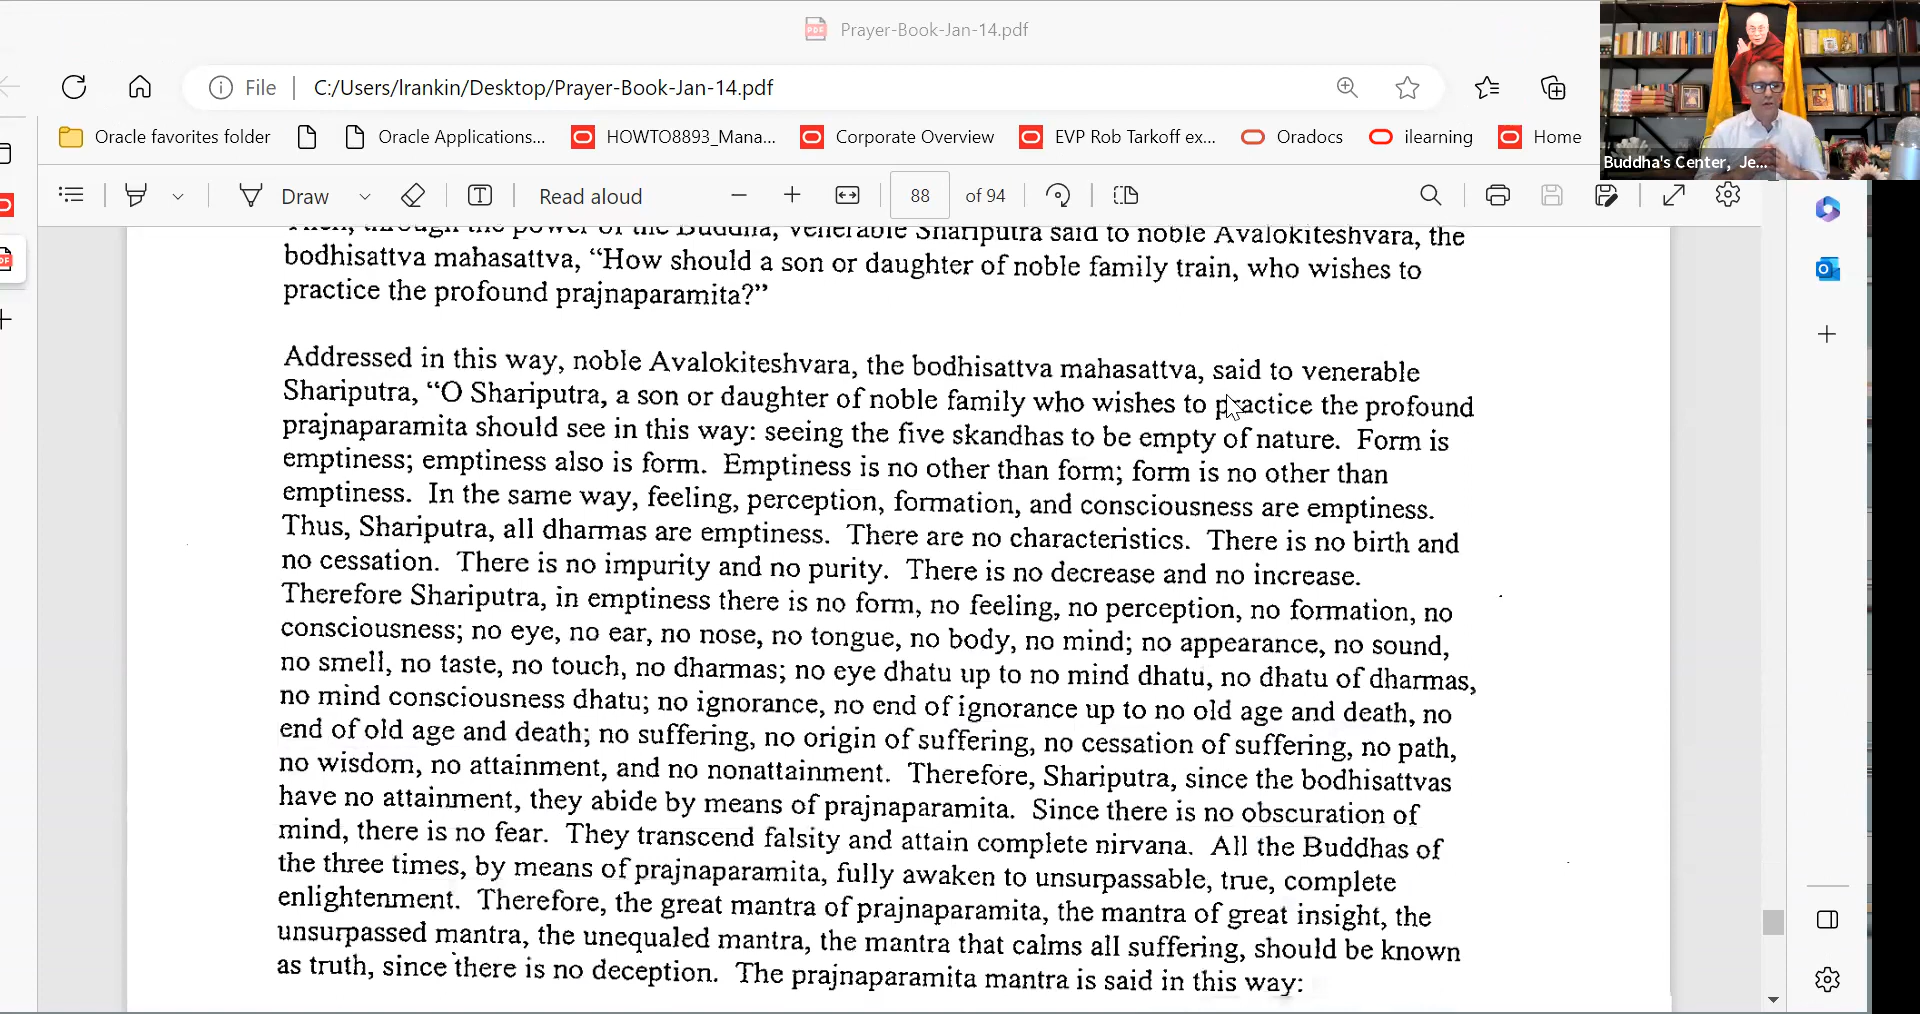 Prayer-Book-Jan-14.pdf
File
C:/Users/lrankin/Desktop/Prayer-Book-Jan-14.pdf
Oracle favorites folder
Oracle Applications...
HOWTO8893_Mana...
Corporate Overview
EVP Rob Tarkoff ex...
Oradocs
ilearning
Home
Buddha's Center, Je...
Draw
Read aloud
88
of 94
Then, through the power of the Buddha, venerable Shariputra said to noble Avalokiteshvara, the
bodhisattva mahasattva, “How should a son or daughter of noble family train, who wishes to
practice the profound prajnaparamita?”
Addressed in this way, noble Avalokiteshvara, the bodhisattva mahasattva, said to venerable
Shariputra, “O Shariputra, a son or daughter of noble family who wishes to practice the profound
prajnaparamita should see in this way: seeing the five skandhas to be empty of nature. Form is
emptiness; emptiness also is form. Emptiness is no other than form; form is no other than
emptiness. In the same way, feeling, perception, formation, and consciousness are emptiness.
Thus, Shariputra, all dharmas are emptiness. There are no characteristics. There is no birth and
no cessation. There is no impurity and no purity. There is no decrease and no increase.
Therefore Shariputra, in emptiness there is no form, no feeling, no perception, no formation, no
consciousness; no eye, no ear, no nose, no tongue, no body, no mind; no appearance, no sound,
no smell, no taste, no touch, no dharmas; no eye dhatu up to no mind dhatu, no dhatu of dharmas,
no mind consciousness dhatu; no ignorance, no end of ignorance up to no old age and death, no
end of old age and death; no suffering, no origin of suffering, no cessation of suffering, no path,
no wisdom, no attainment, and no nonattainment. Therefore, Shariputra, since the bodhisattvas
have no attainment, they abide by means of prajnaparamita. Since there is no obscuration of
mind, there is no fear. They transcend falsity and attain complete nirvana. All the Buddhas of
the three times, by means of prajnaparamita, fully awaken to unsurpassable, true, complete
enlightenment. Therefore, the great mantra of prajnaparamita, the mantra of great insight, the
unsurpassed mantra, the unequaled mantra, the mantra that calms all suffering, should be known
as truth, since there is no deception. The prajnaparamita mantra is said in this way: